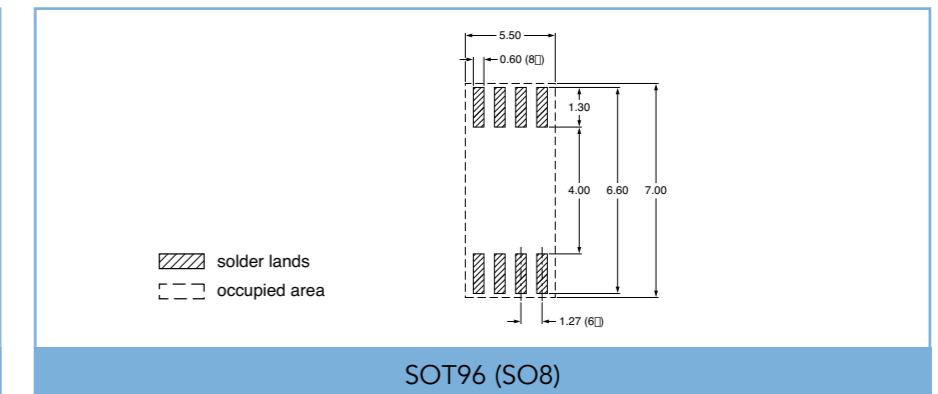 5.50
0.60 (8▯)
1.30
4.00 6.60 7.00
solder lands
occupied area
1.27 (6▯)
SOT96 (SO8)